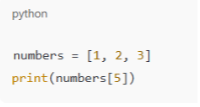 python
numbers = [1, 2, 3]
print(numbers[5])